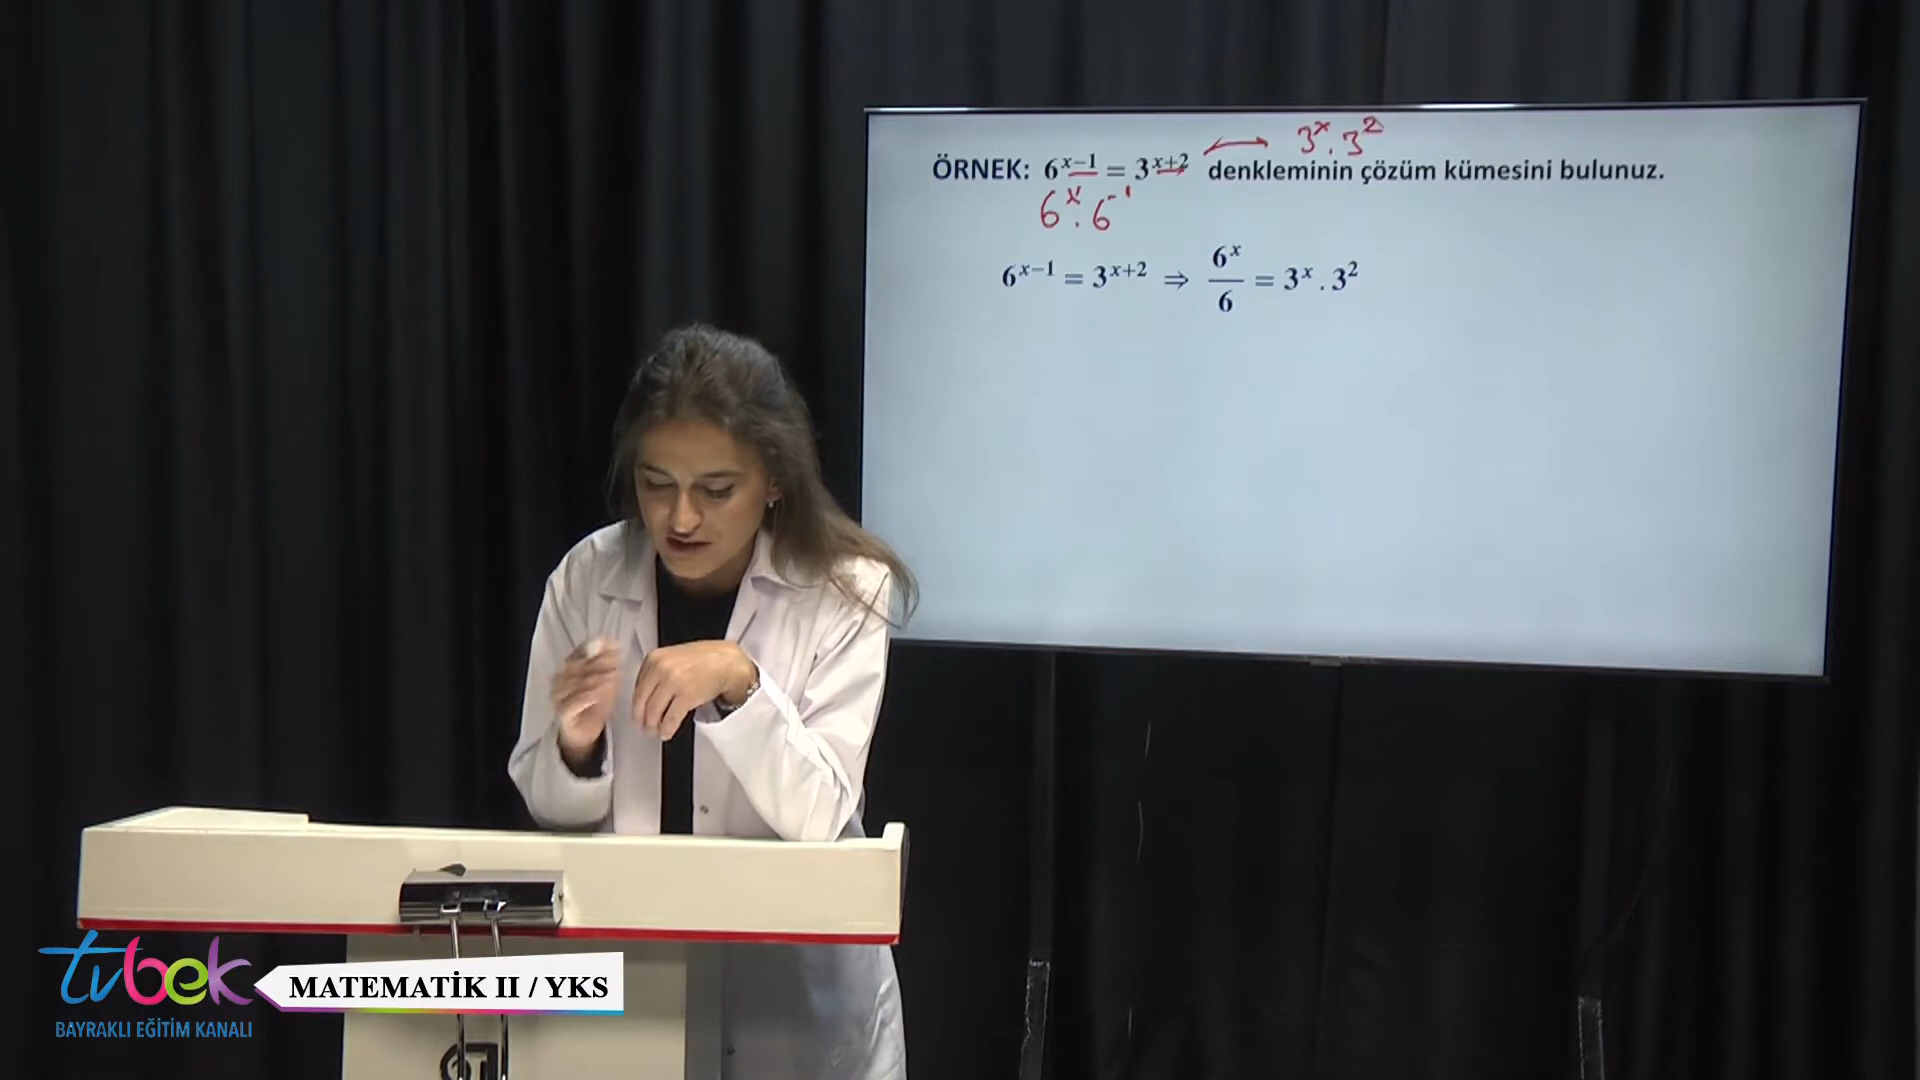 3ˣ . 3²
ÖRNEK: 6ˣ⁻¹ = 3ˣ⁺² denkleminin çözüm kümesini bulunuz.
6ˣ . 6⁻¹
6ˣ⁻¹ = 3ˣ⁺² ⇒ 6ˣ/6 = 3ˣ . 3²
tvbek
MATEMATİK II / YKS
BAYRAKLI EĞİTİM KANALI